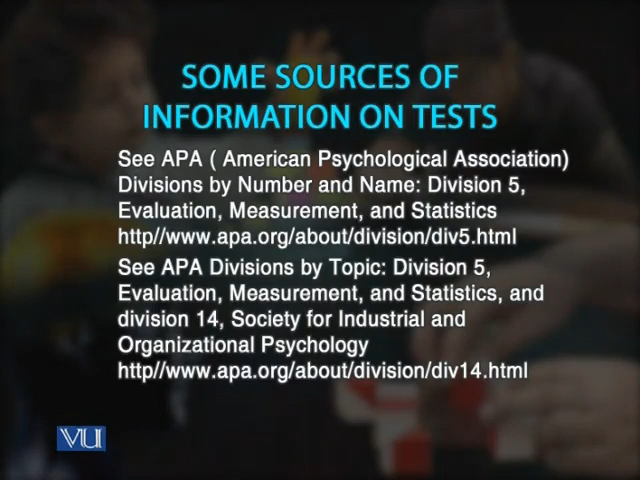 SOME SOURCES OF
INFORMATION ON TESTS
See APA ( American Psychological Association)
Divisions by Number and Name: Division 5,
Evaluation, Measurement, and Statistics
http//www.apa.org/about/division/div5.html
See APA Divisions by Topic: Division 5,
Evaluation, Measurement, and Statistics, and
division 14, Society for Industrial and
Organizational Psychology
http//www.apa.org/about/division/div14.html
VU